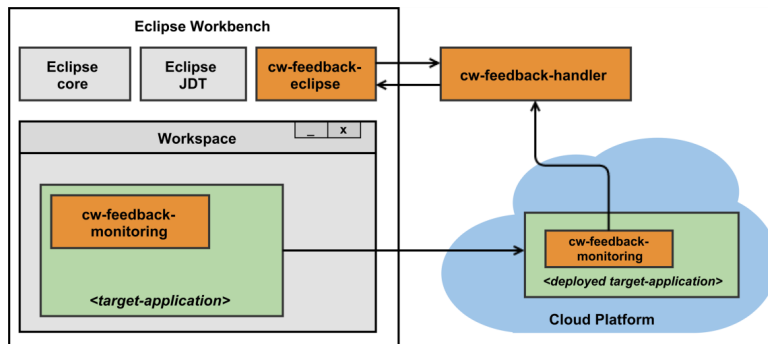 Eclipse Workbench
Eclipse
core
Eclipse
JDT
cw-feedback-
eclipse
cw-feedback-handler
Workspace
_ x
cw-feedback-
monitoring
<target-application>
cw-feedback-
monitoring
<deployed target-application>
Cloud Platform